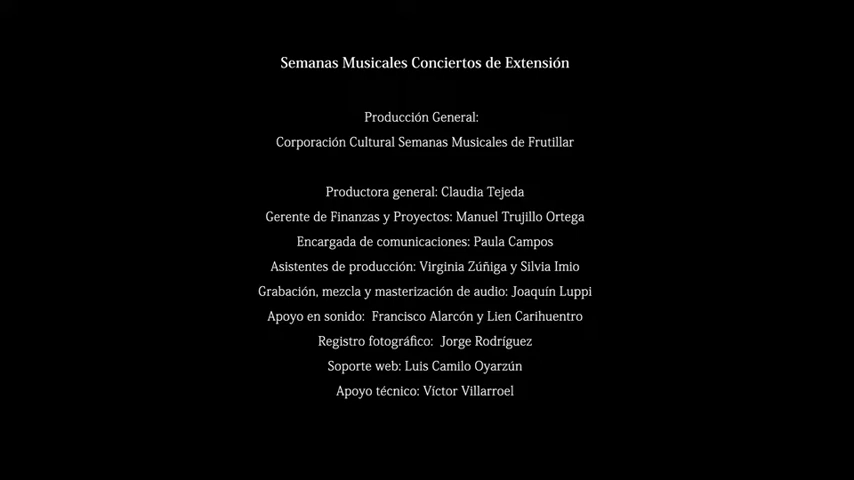 Semanas Musicales Conciertos de Extensión
Producción General:
Corporación Cultural Semanas Musicales de Frutillar
Productora general: Claudia Tejeda
Gerente de Finanzas y Proyectos: Manuel Trujillo Ortega
Encargada de comunicaciones: Paula Campos
Asistentes de producción: Virginia Zúñiga y Silvia Imio
Grabación, mezcla y masterización de audio: Joaquín Luppi
Apoyo en sonido:  Francisco Alarcón y Lien Carihuentro
Registro fotográfico:  Jorge Rodríguez
Soporte web: Luis Camilo Oyarzún
Apoyo técnico: Víctor Villarroel